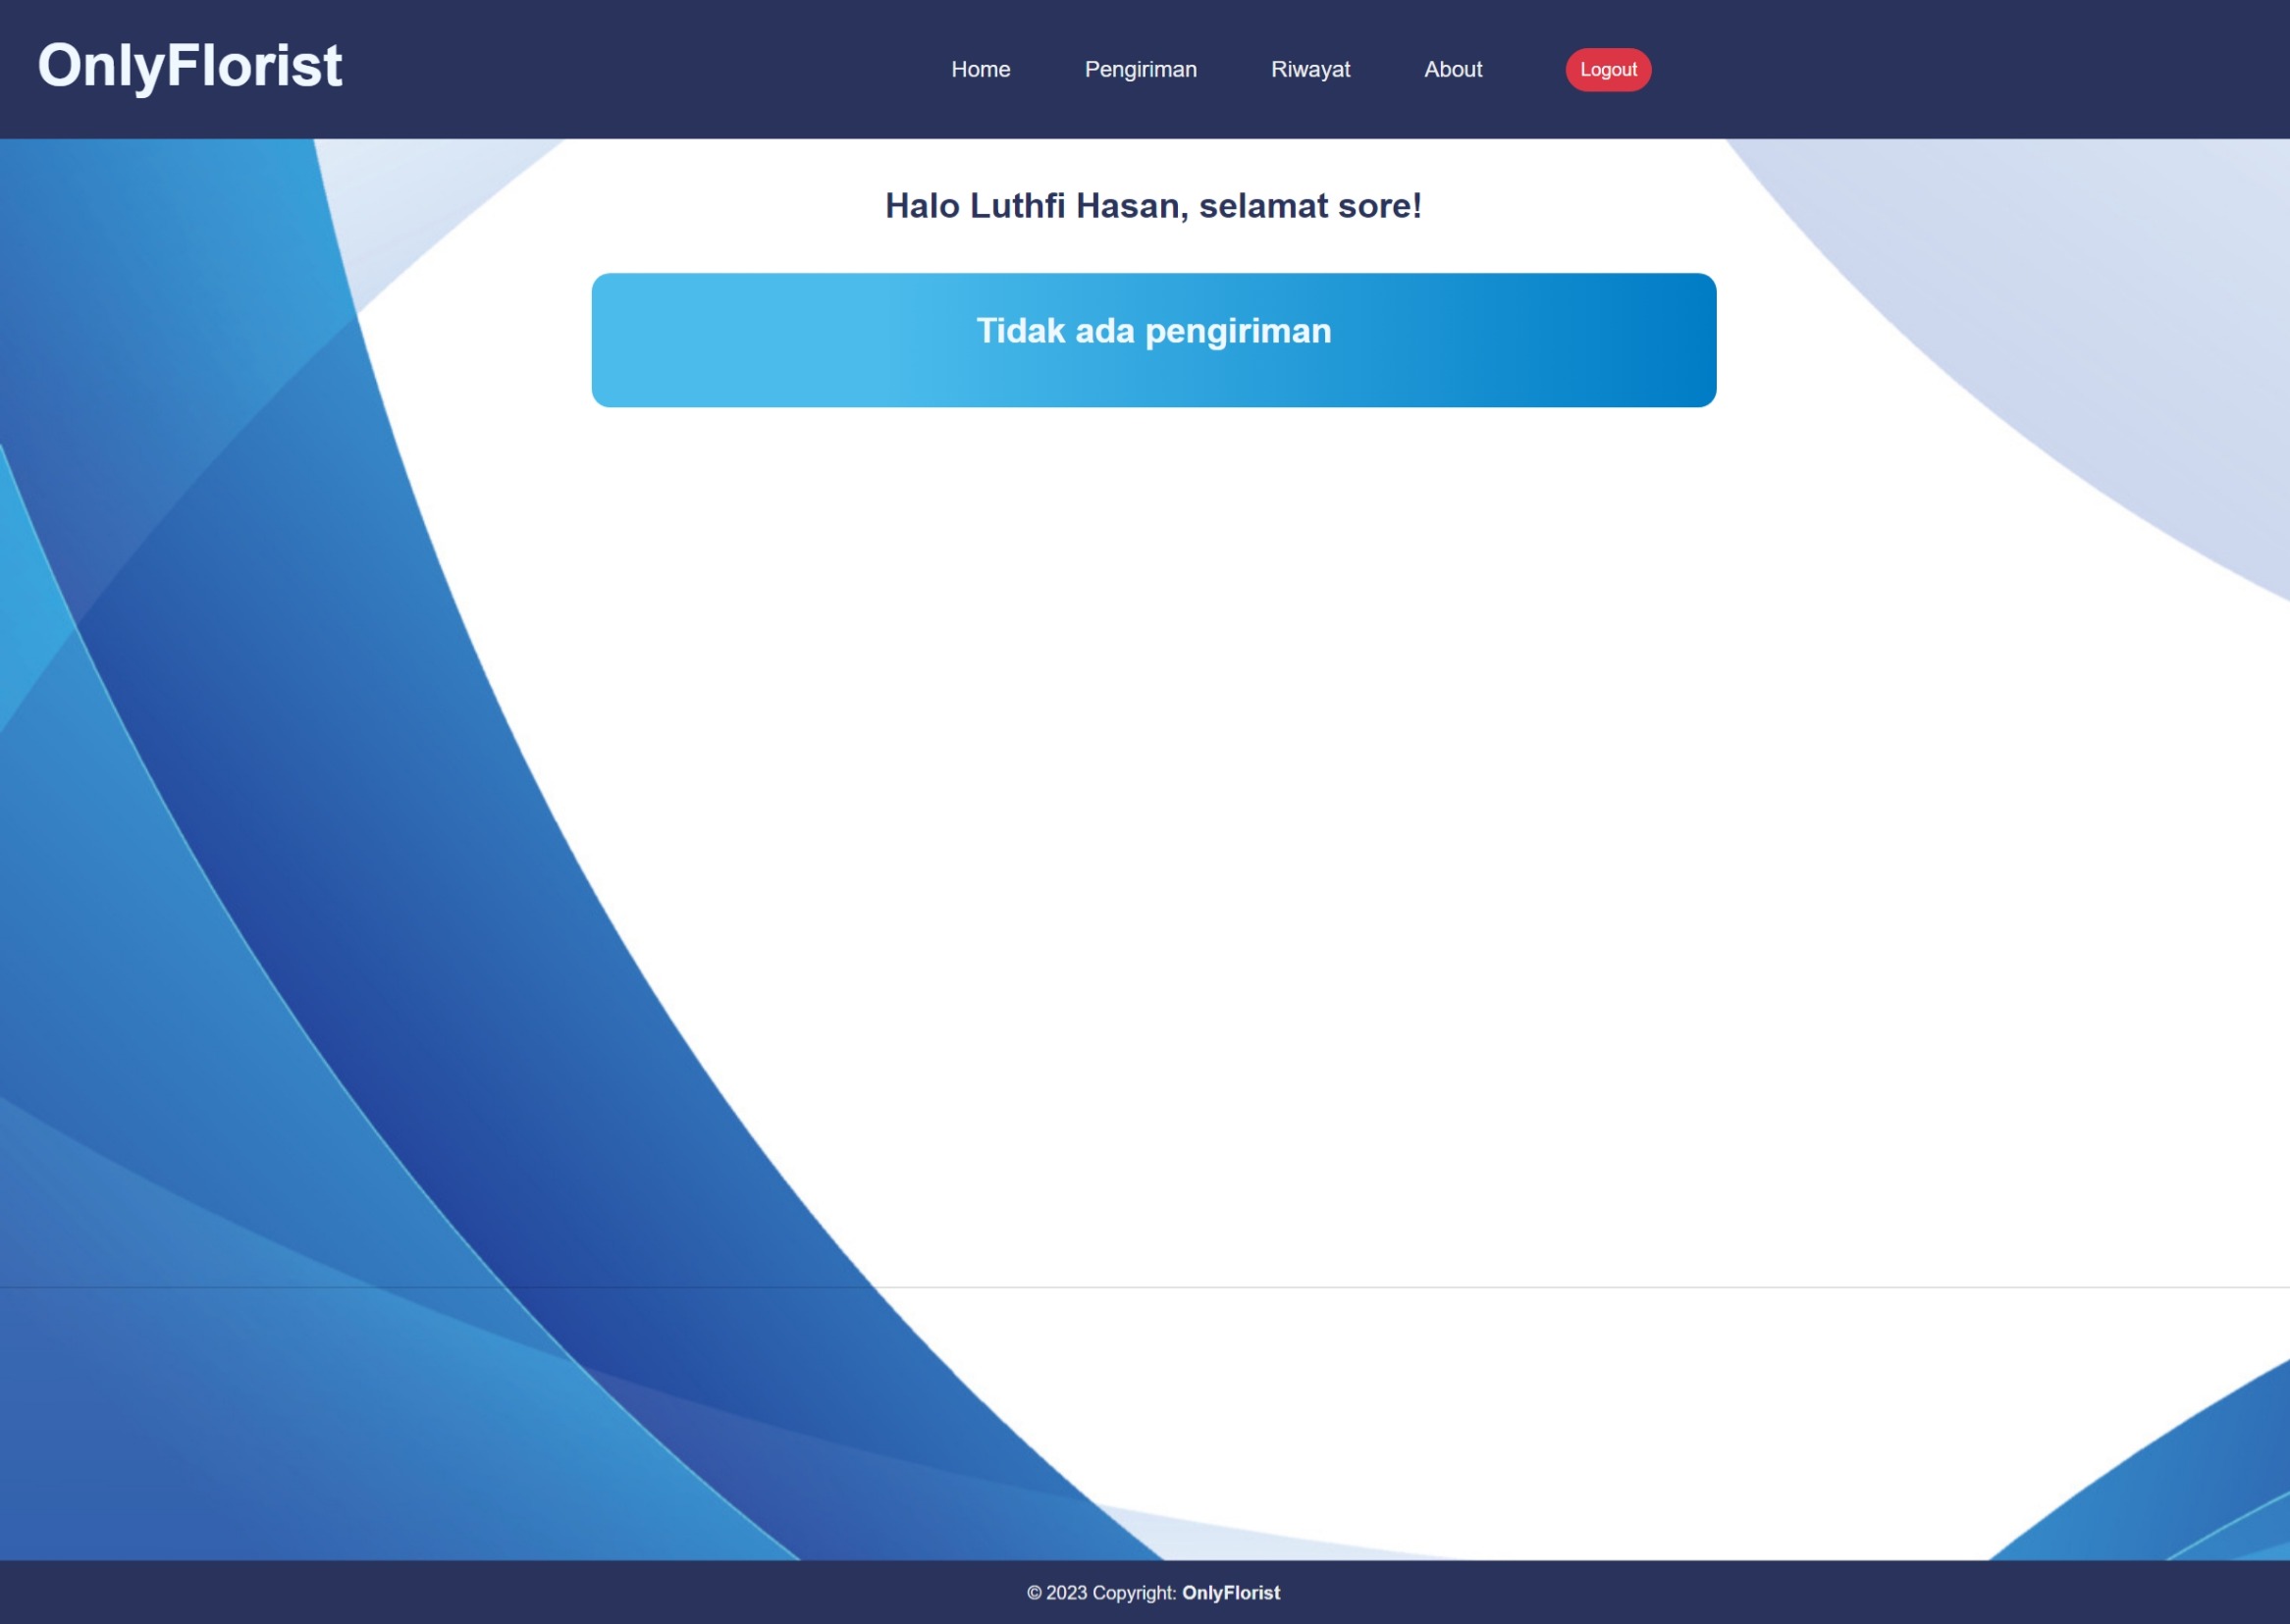 OnlyFlorist
Home Pengiriman Riwayat About Logout
Halo Luthfi Hasan, selamat sore!
Tidak ada pengiriman
© 2023 Copyright: OnlyFlorist